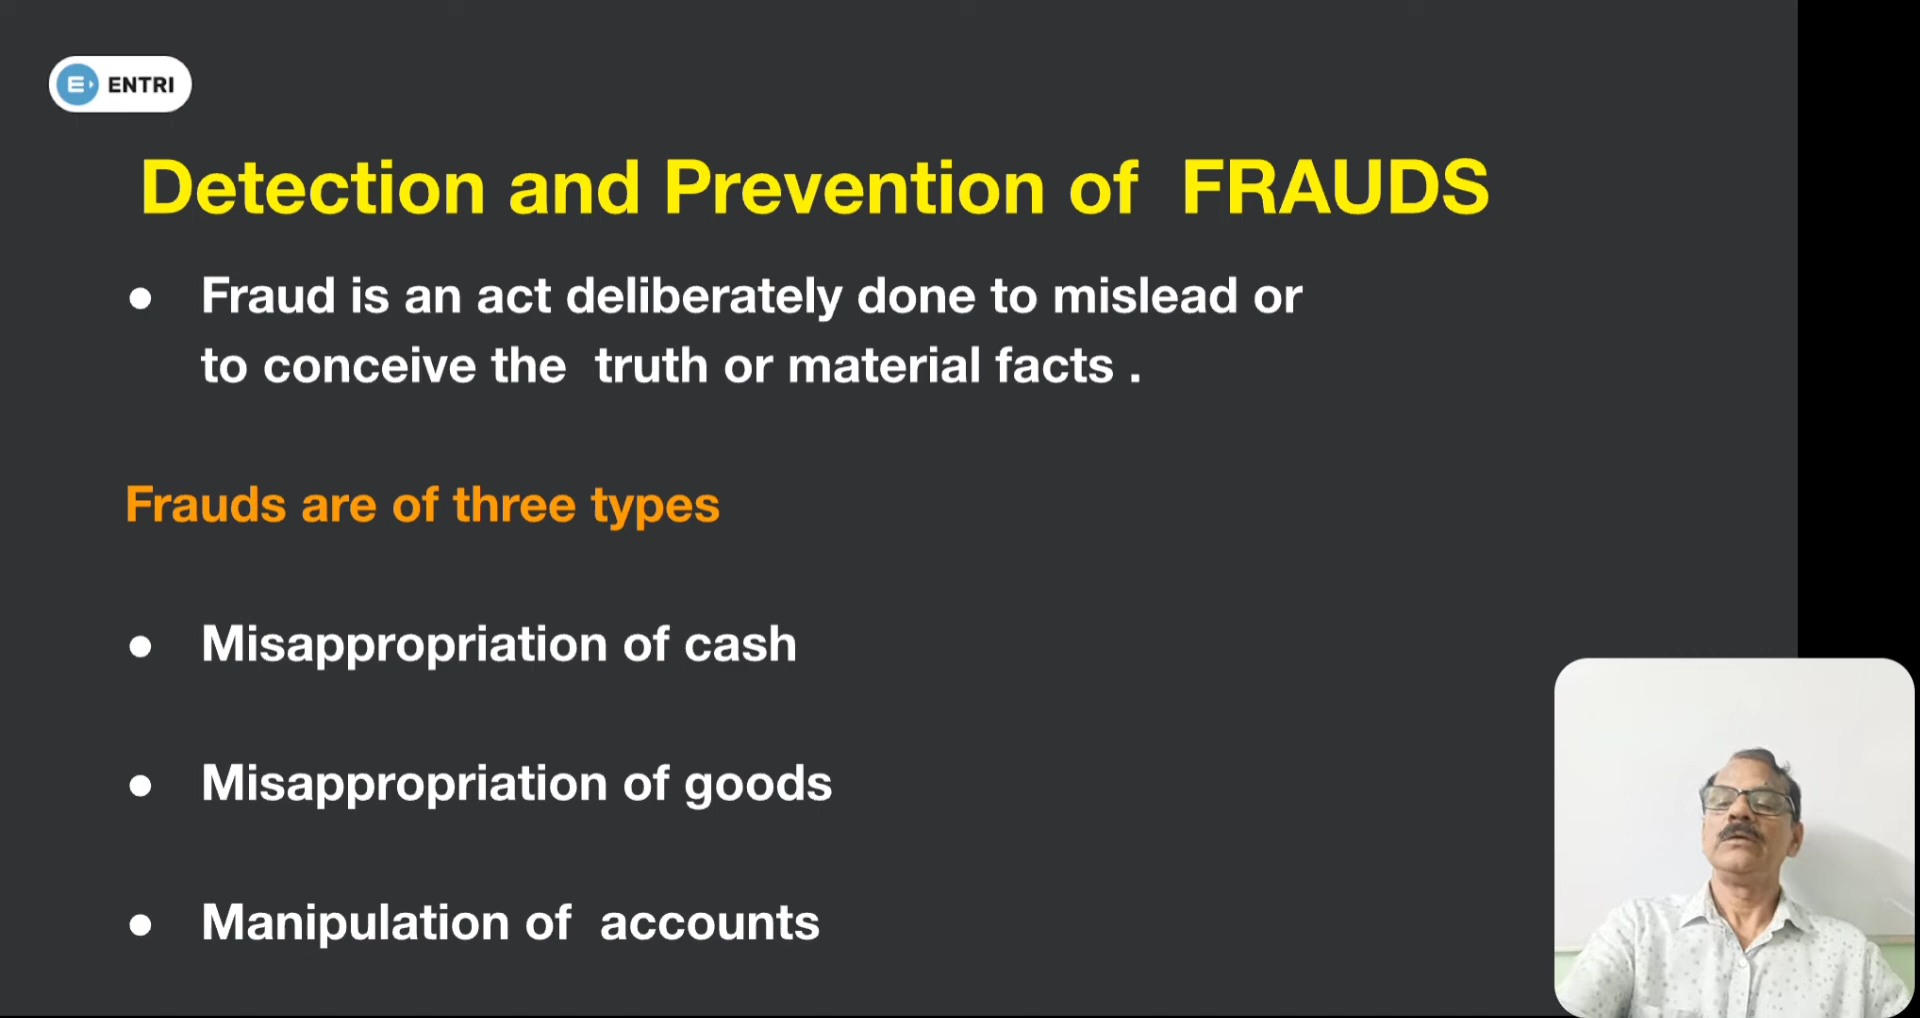 ENTRI
Detection and Prevention of FRAUDS
● Fraud is an act deliberately done to mislead or
to conceive the truth or material facts .
Frauds are of three types
● Misappropriation of cash
● Misappropriation of goods
● Manipulation of accounts